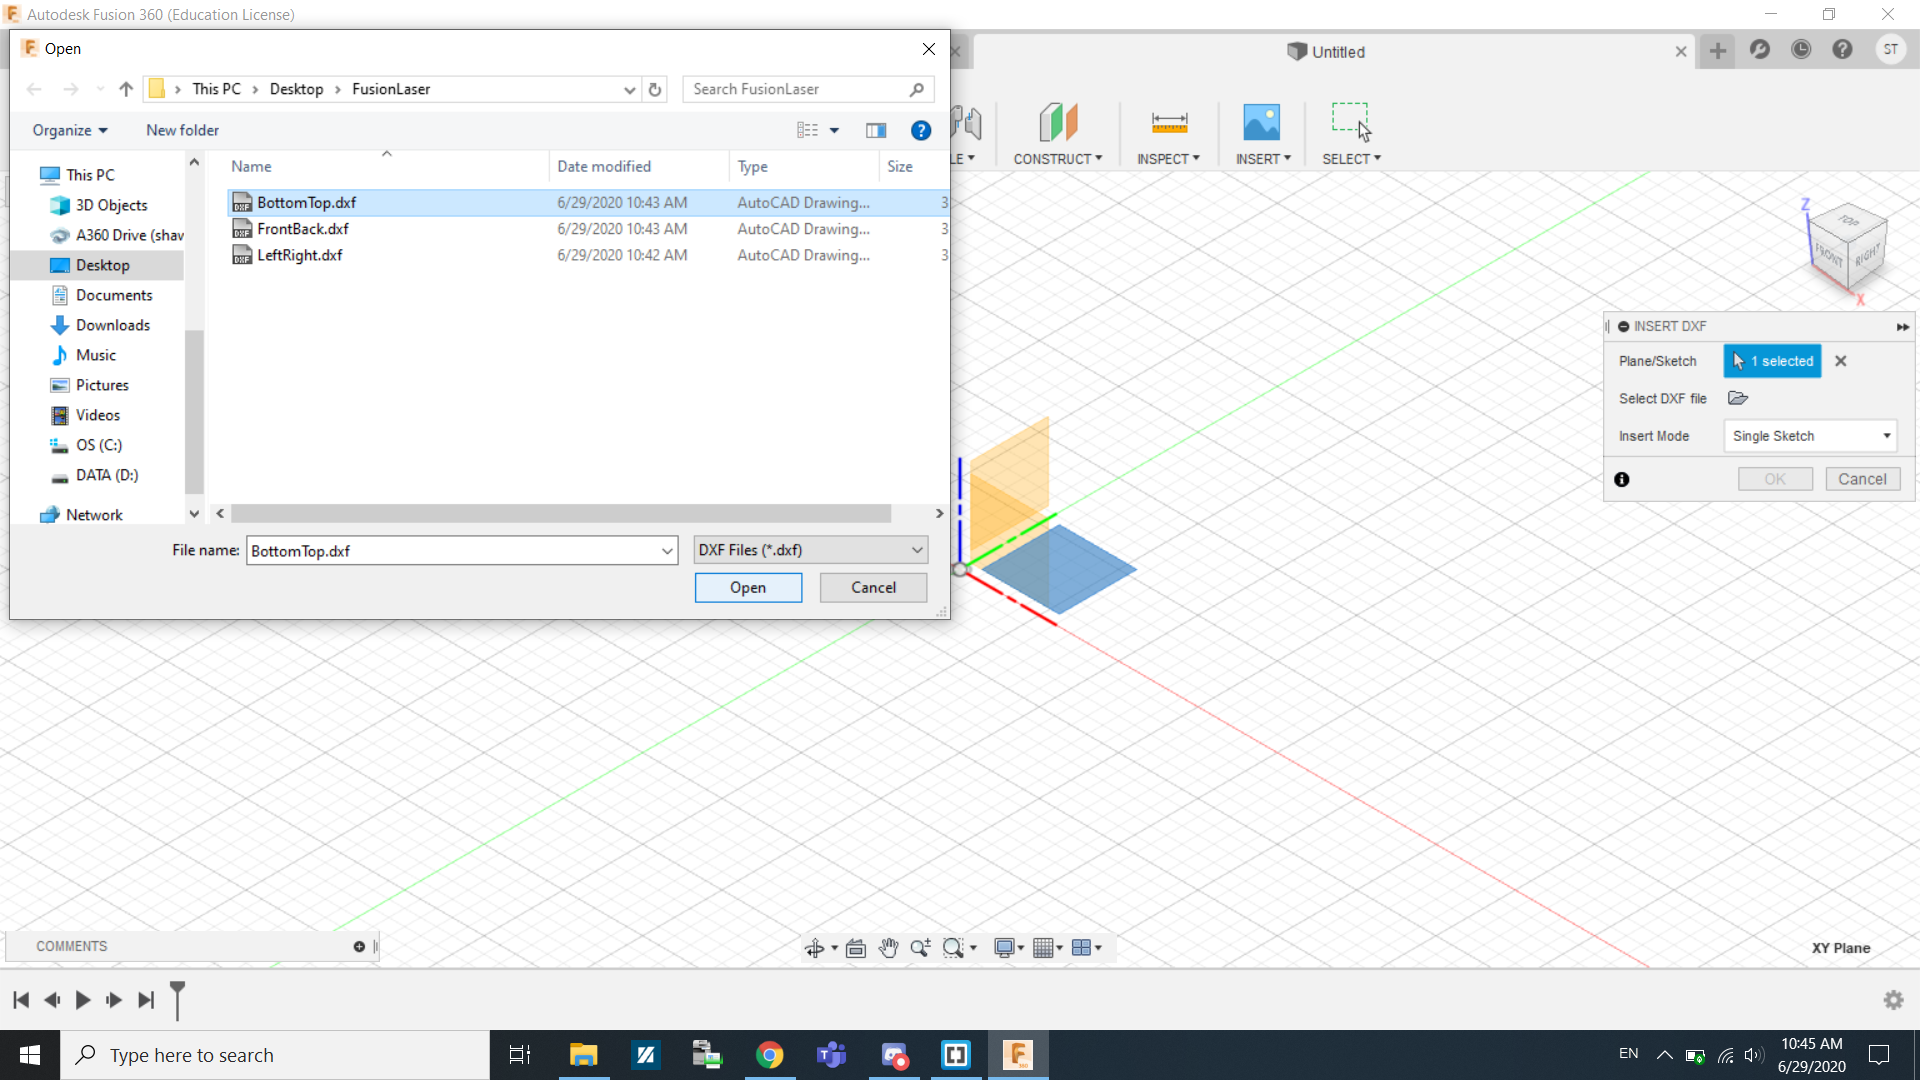 Autodesk Fusion 360 (Education License)
Open
This PC > Desktop > FusionLaser
Search FusionLaser
Organize
New folder
Name
Date modified
Type
Size
BottomTop.dxf 6/29/2020 10:43 AM AutoCAD Drawing... 3
FrontBack.dxf 6/29/2020 10:43 AM AutoCAD Drawing... 3
LeftRight.dxf 6/29/2020 10:42 AM AutoCAD Drawing... 3
This PC
3D Objects
A360 Drive (shav
Desktop
Documents
Downloads
Music
Pictures
Videos
OS (C:)
DATA (D:)
Network
File name: BottomTop.dxf
DXF Files (*.dxf)
Open
Cancel
Untitled
ST
LE
CONSTRUCT
INSPECT
INSERT
SELECT
Z
TOP
FRONT
RIGHT
X
INSERT DXF
Plane/Sketch 1 selected
Select DXF file
Insert Mode Single Sketch
OK
Cancel
COMMENTS
XY Plane
Type here to search
EN
10:45 AM
6/29/2020